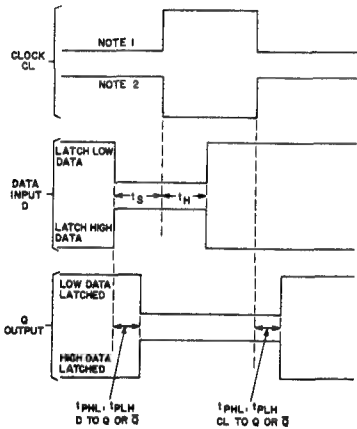 CLOCK
CL
NOTE 1
NOTE 2
DATA
INPUT
D
LATCH LOW
DATA
tS
tH
LATCH HIGH
DATA
Q
OUTPUT
LOW DATA
LATCHED
HIGH DATA
LATCHED
tPHL, tPLH
D TO Q OR Q̅
tPHL, tPLH
CL TO Q OR Q̅